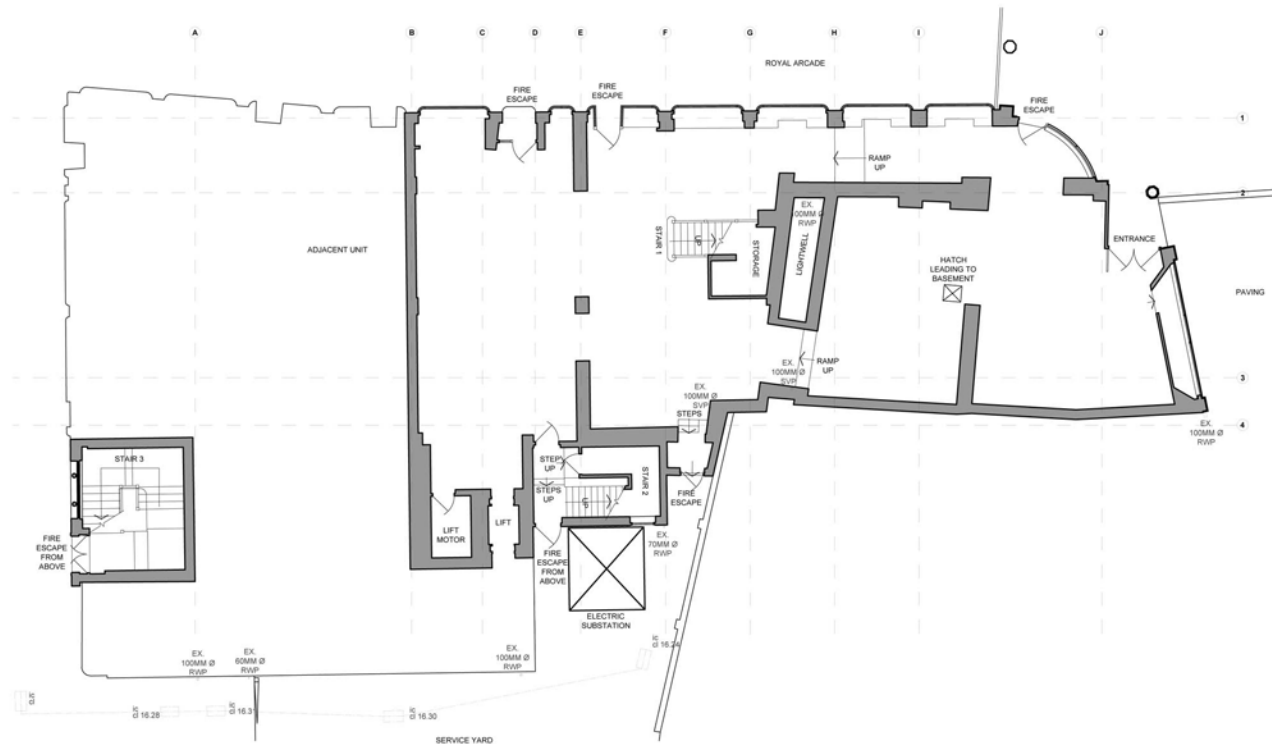 A
B
C
D
E
F
G
H
I
J
ROYAL ARCADE
FIRE
ESCAPE
FIRE
ESCAPE
FIRE
ESCAPE
1
RAMP
UP
2
EX.
100MM Ø
RWP
LIGHTWELL
STAIR 1
UP
STORAGE
ADJACENT UNIT
ENTRANCE
HATCH
LEADING TO
BASEMENT
PAVING
RAMP
UP
EX.
100MM Ø
SVP
3
EX.
100MM Ø
SVP
STEPS
4
EX.
100MM Ø
RWP
STAIR 3
STEP
UP
STEPS
UP
UP
STAIR 2
FIRE
ESCAPE
LIFT
MOTOR
LIFT
FIRE
ESCAPE
FROM
ABOVE
FIRE
ESCAPE
FROM
ABOVE
EX.
70MM Ø
RWP
ELECTRIC
SUBSTATION
EX.
100MM Ø
RWP
EX.
60MM Ø
RWP
EX.
100MM Ø
RWP
16.24
16.28
16.3
16.30
SERVICE YARD